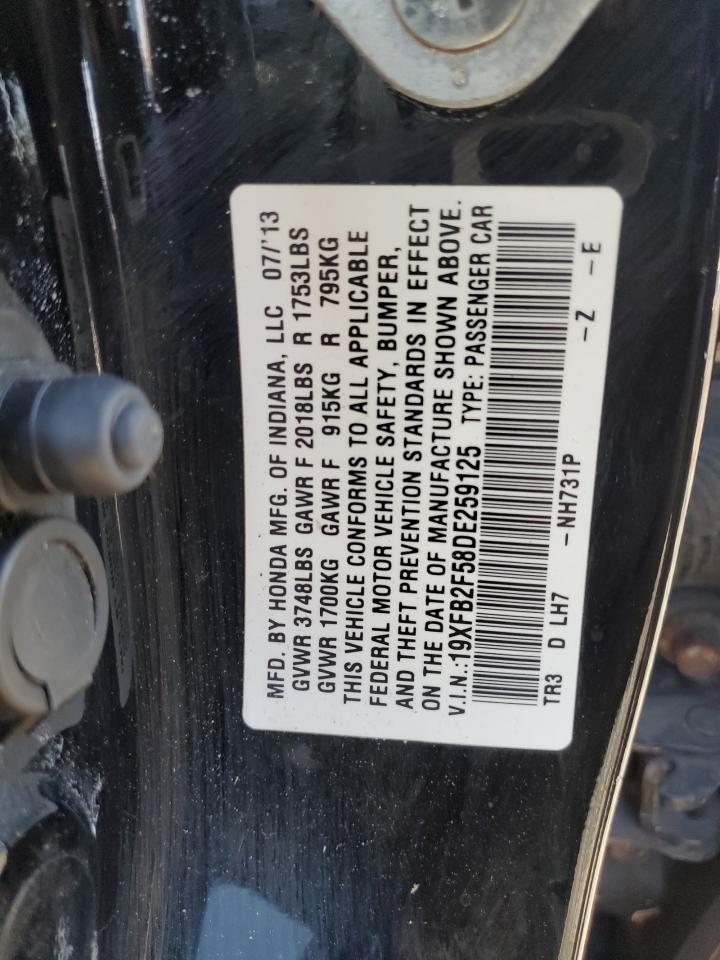 MFD. BY HONDA MFG. OF INDIANA, LLC 07/'13
GVWR 3748LBS GAWR F 2018LBS R 1753LBS
GVWR 1700KG GAWR F 915KG R 795KG
THIS VEHICLE CONFORMS TO ALL APPLICABLE
FEDERAL MOTOR VEHICLE SAFETY, BUMPER,
AND THEFT PREVENTION STANDARDS IN EFFECT
ON THE DATE OF MANUFACTURE SHOWN ABOVE.
V.I.N.:19XFB2F58DE259125 TYPE: PASSENGER CAR
TR3 D LH7 -NH731P -Z -E